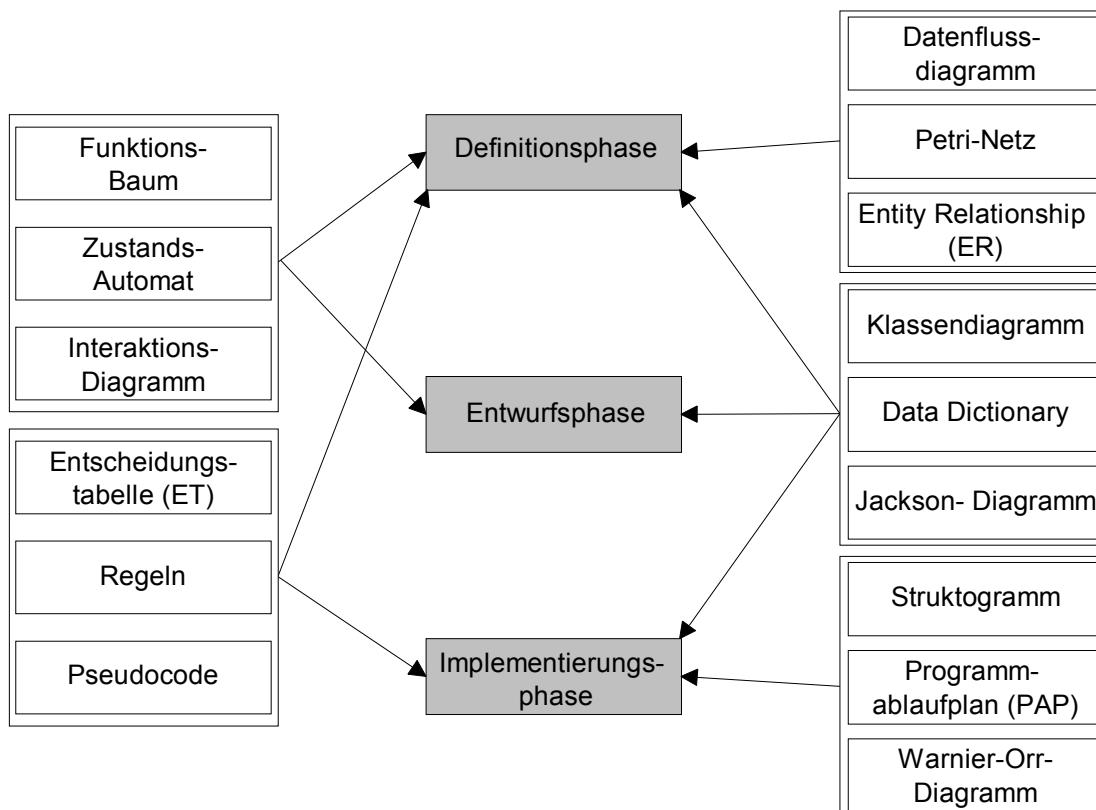 Funktions-
Baum
Zustands-
Automat
Interaktions-
Diagramm
Entscheidungs-
tabelle (ET)
Regeln
Pseudocode
Definitionsphase
Entwurfsphase
Implementierungs-
phase
Datenfluss-
diagramm
Petri-Netz
Entity Relationship
(ER)
Klassendiagramm
Data Dictionary
Jackson- Diagramm
Struktogramm
Programm-
ablaufplan (PAP)
Warnier-Orr-
Diagramm